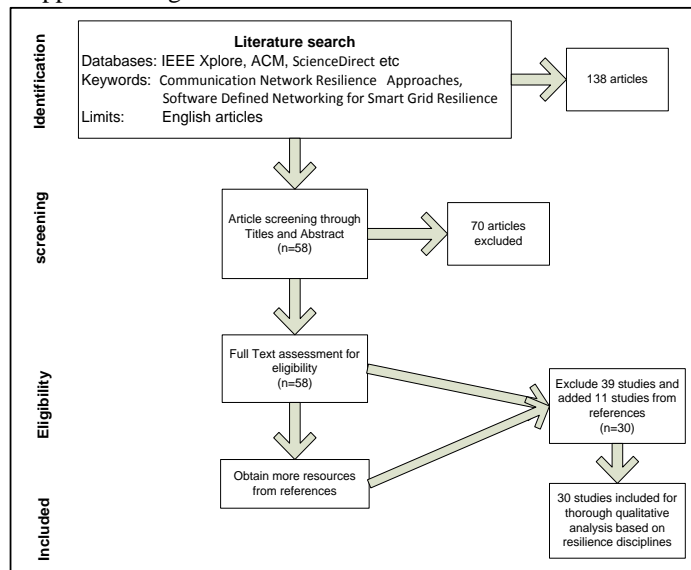 Identification
Literature search
Databases: IEEE Xplore, ACM, ScienceDirect etc
Keywords: Communication Network Resilience Approaches,
Software Defined Networking for Smart Grid Resilience
Limits: English articles
138 articles
screening
Article screening through
Titles and Abstract
(n=58)
70 articles
excluded
Eligibility
Full Text assessment for
eligibility
(n=58)
Exclude 39 studies and
added 11 studies from
references
(n=30)
Included
Obtain more resources
from references
30 studies included for
thorough qualitative
analysis based on
resilience disciplines